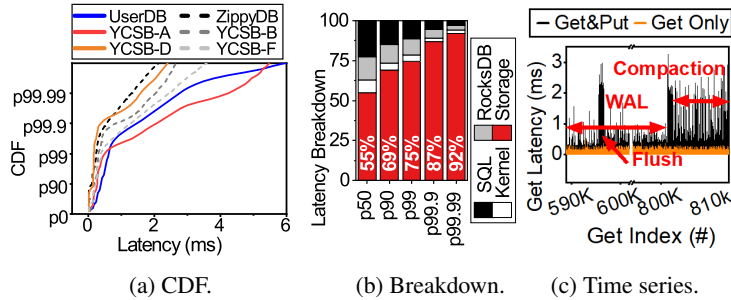 UserDB ZippyDB
YCSB-A YCSB-B
YCSB-D YCSB-F
CDF
p99.99
p99.9
p99
p90
p0
0 2 4 6
Latency (ms)
(a) CDF.
Latency Breakdown
100
75
50
25
0
55%
69%
75%
87%
92%
p50
p90
p99
p99.9
p99.99
SQL
Kernel
RocksDB
Storage
(b) Breakdown.
Get&Put Get Only
Get Latency (ms)
3
2
1
0
Compaction
WAL
Flush
590K 600K 800K 810K
Get Index (#)
(c) Time series.